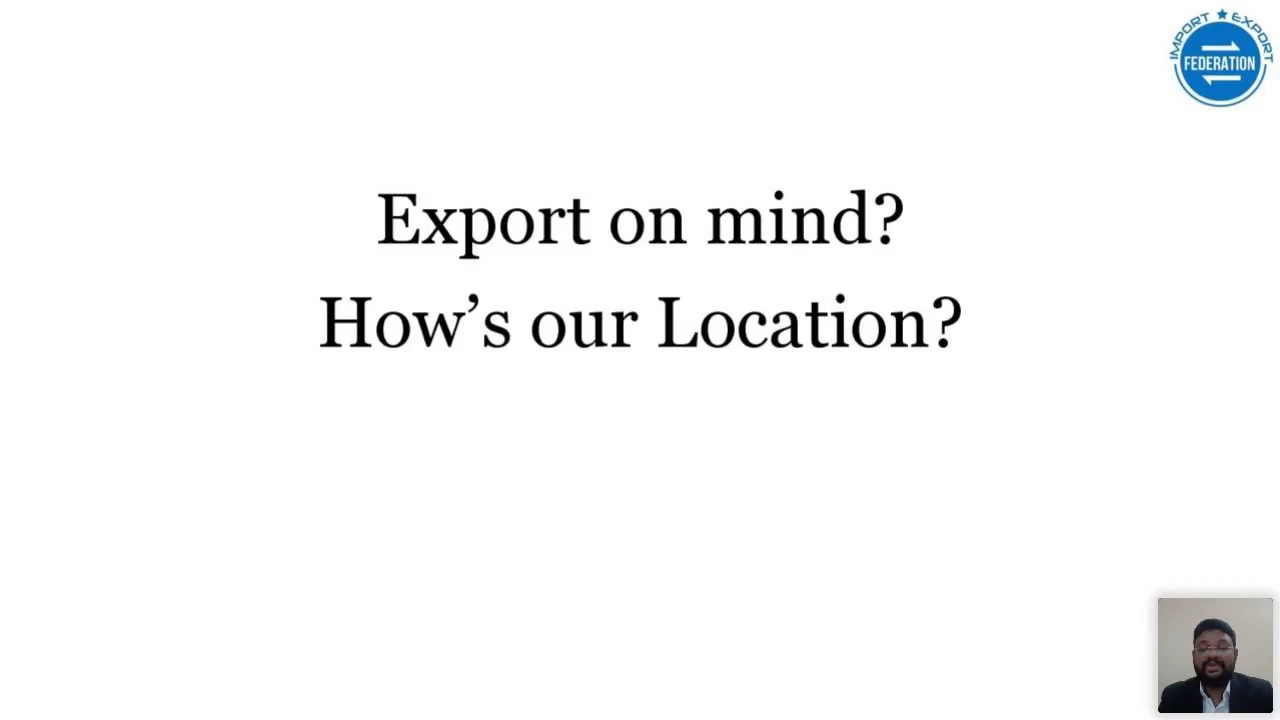 IMPORT ★ EXPORT
FEDERATION
Export on mind?
How’s our Location?